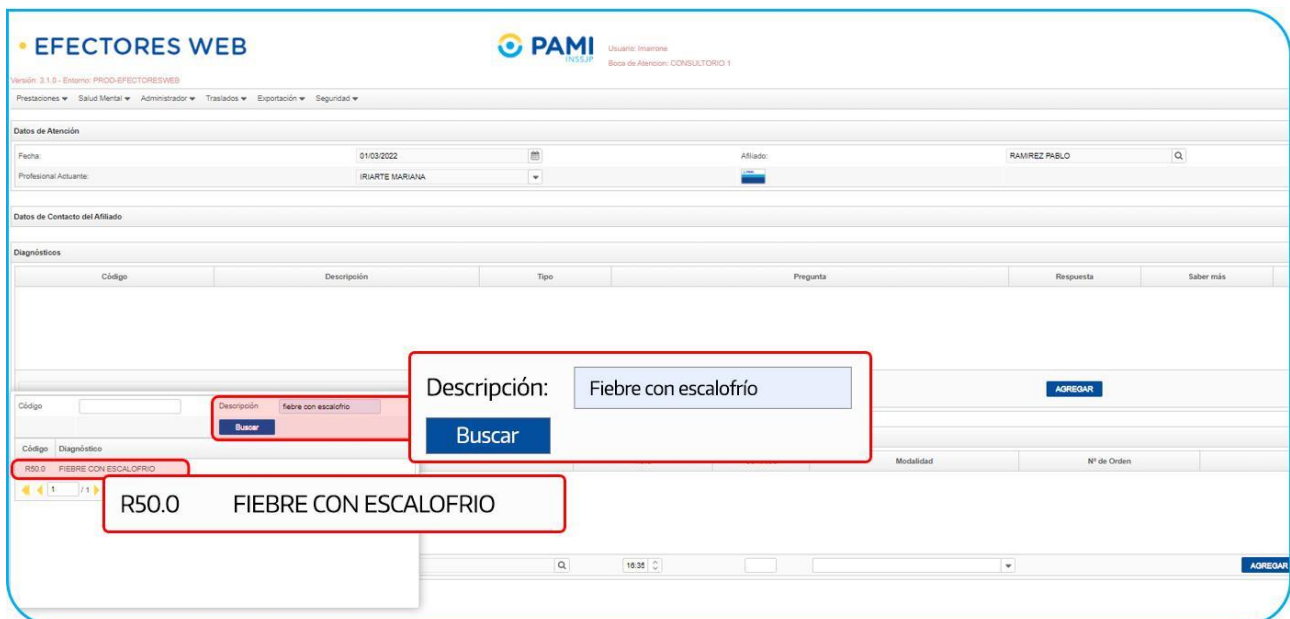 EFECTORES WEB
PAMI
INSSJP
Usuario: lmarrone
Boca de Atencion: CONSULTORIO 1
Versión: 3.1.0 - Entorno: PROD-EFECTORESWEB
Prestaciones Salud Mental Administrador Traslados Exportación Seguridad
Datos de Atención
Fecha: 01/03/2022 Afiliado: RAMIREZ PABLO
Profesional Actuante: IRIARTE MARIANA
Datos de Contacto del Afiliado
Diagnósticos
Código Descripción Tipo Pregunta Respuesta Saber más
AGREGAR
Descripción: Fiebre con escalofrío
Buscar
Código Descripción fiebre con escalofrio
Buscar
Código Diagnóstico
Modalidad Nº de Orden
R50.0 FIEBRE CON ESCALOFRIO
1 / 1
R50.0 FIEBRE CON ESCALOFRIO
16:35 AGREGAR